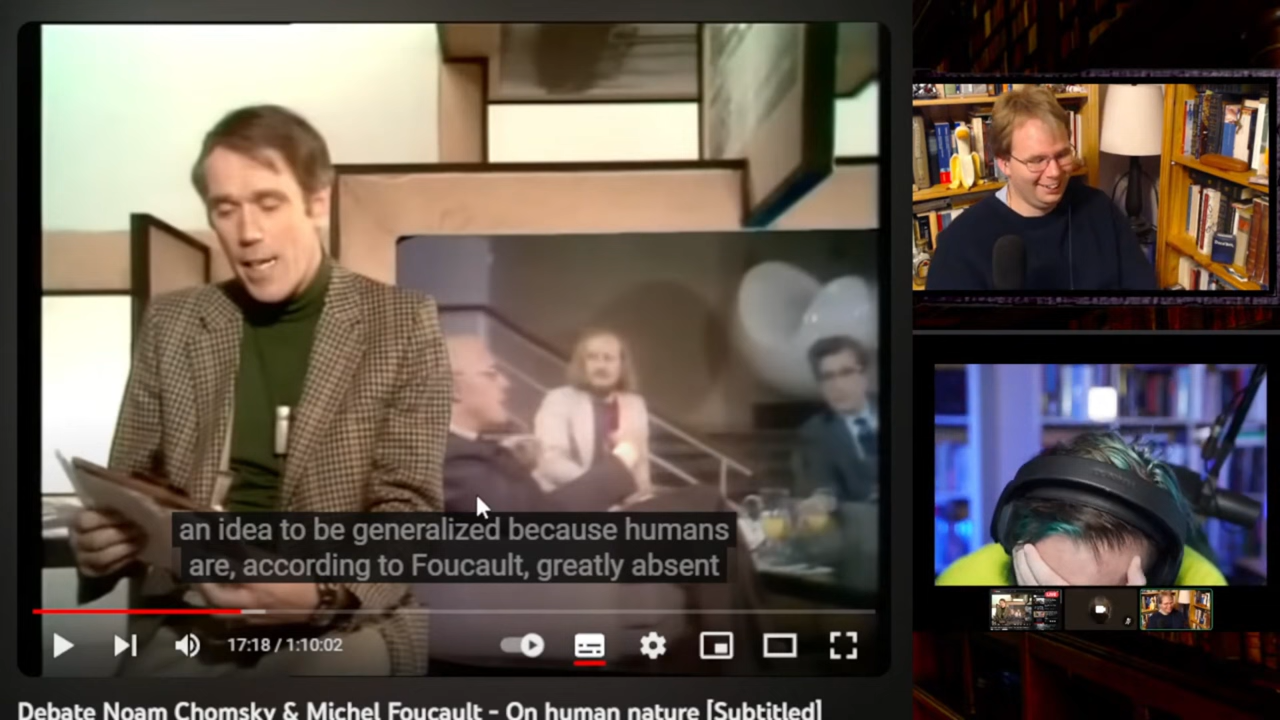 an idea to be generalized because humans
are, according to Foucault, greatly absent
17:18 / 1:10:02
Debate Noam Chomsky & Michel Foucault - On human nature [Subtitled]